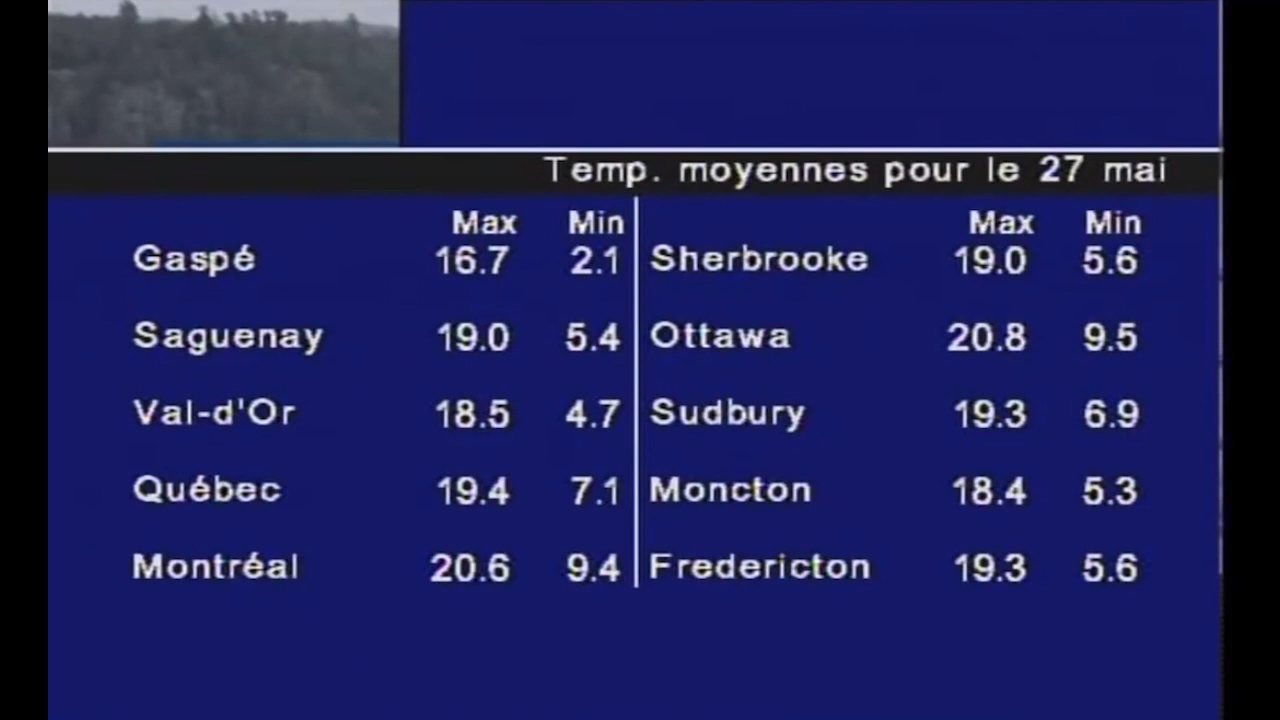 Temp. moyennes pour le 27 mai
Max Min Max Min
Gaspé 16.7 2.1 Sherbrooke 19.0 5.6
Saguenay 19.0 5.4 Ottawa 20.8 9.5
Val-d'Or 18.5 4.7 Sudbury 19.3 6.9
Québec 19.4 7.1 Moncton 18.4 5.3
Montréal 20.6 9.4 Fredericton 19.3 5.6